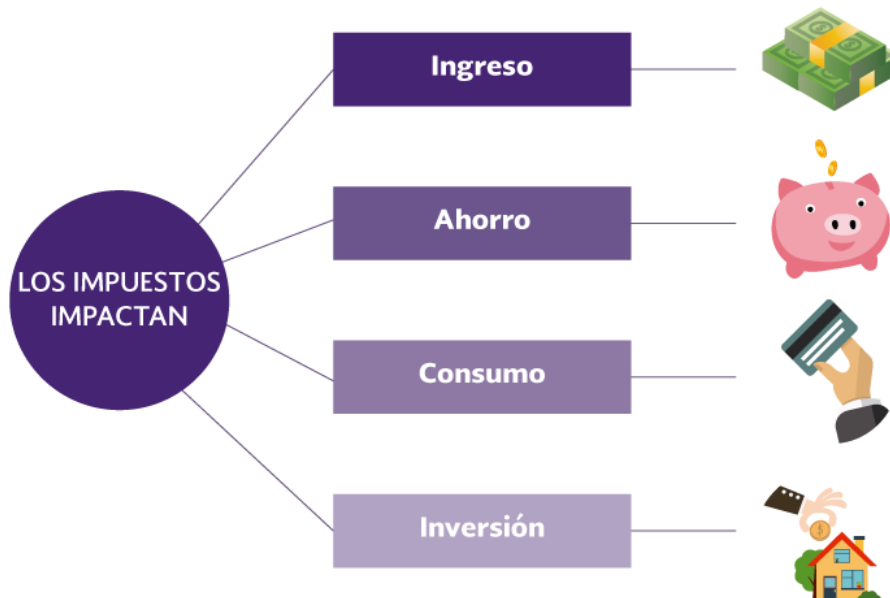 LOS IMPUESTOS
IMPACTAN
Ingreso
Ahorro
Consumo
Inversión